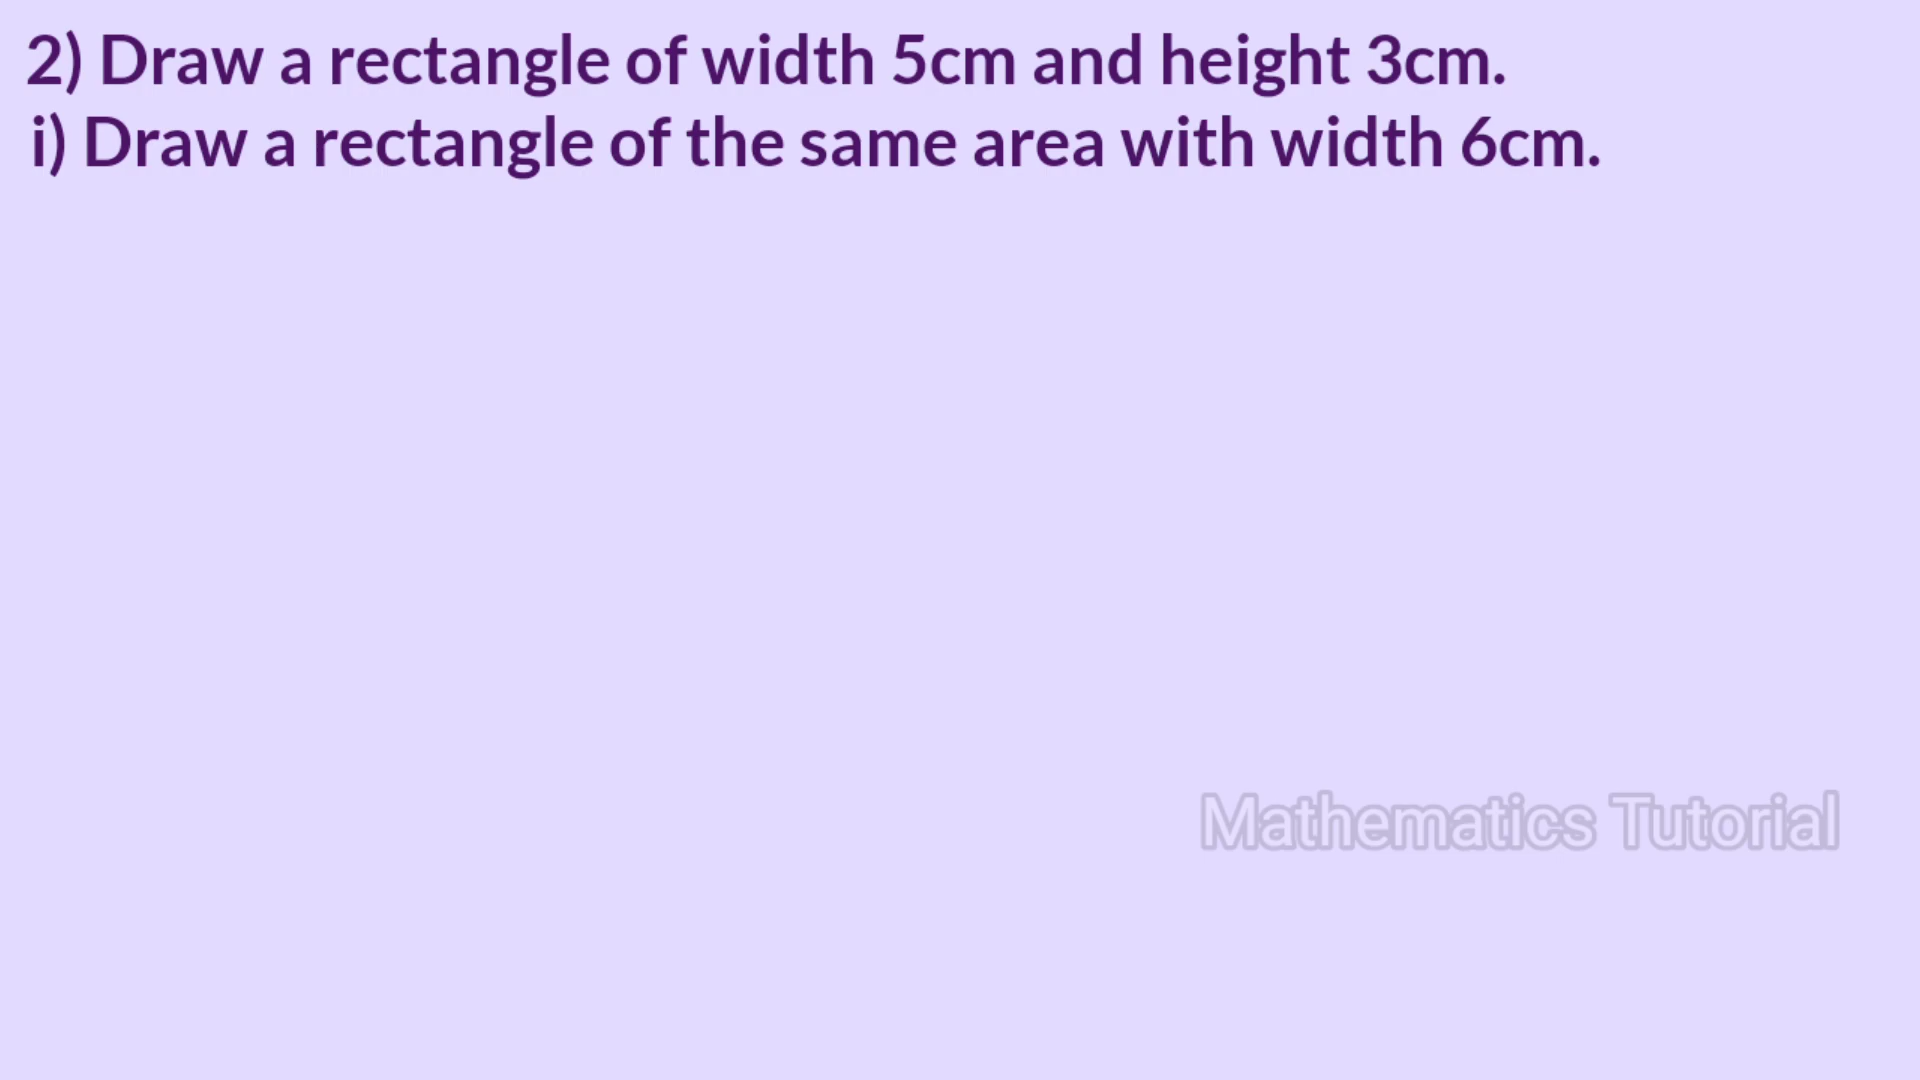 2) Draw a rectangle of width 5cm and height 3cm.
i) Draw a rectangle of the same area with width 6cm.
Mathematics Tutorial